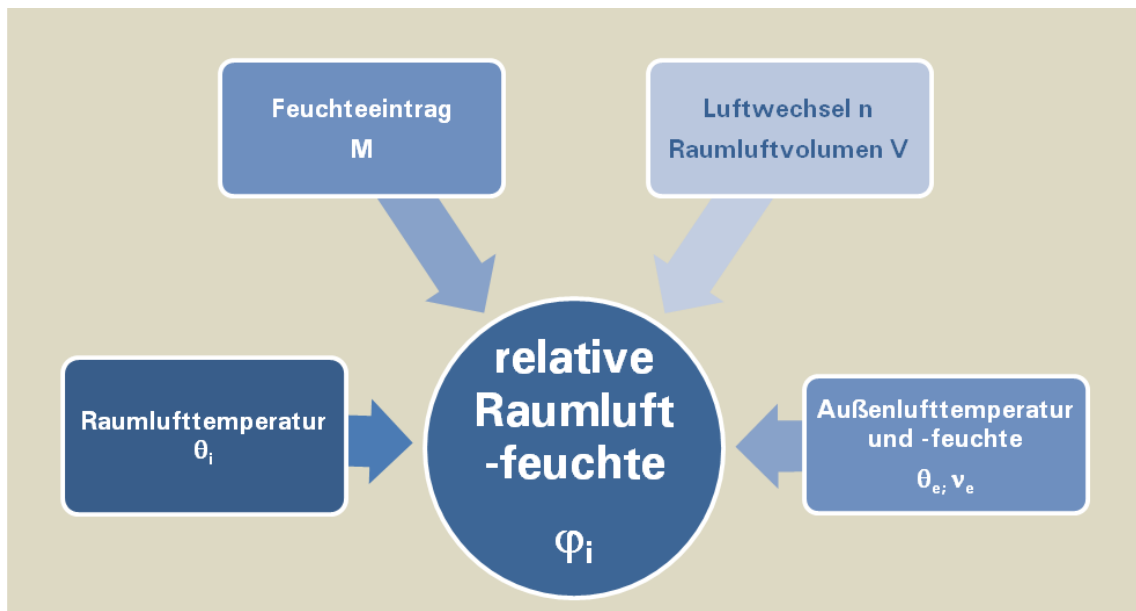 Feuchteeintrag
M
Luftwechsel n
Raumluftvolumen V
Raumlufttemperatur
θi
relative
Raumluft
-feuchte
φi
Außenlufttemperatur
und -feuchte
θe; νe